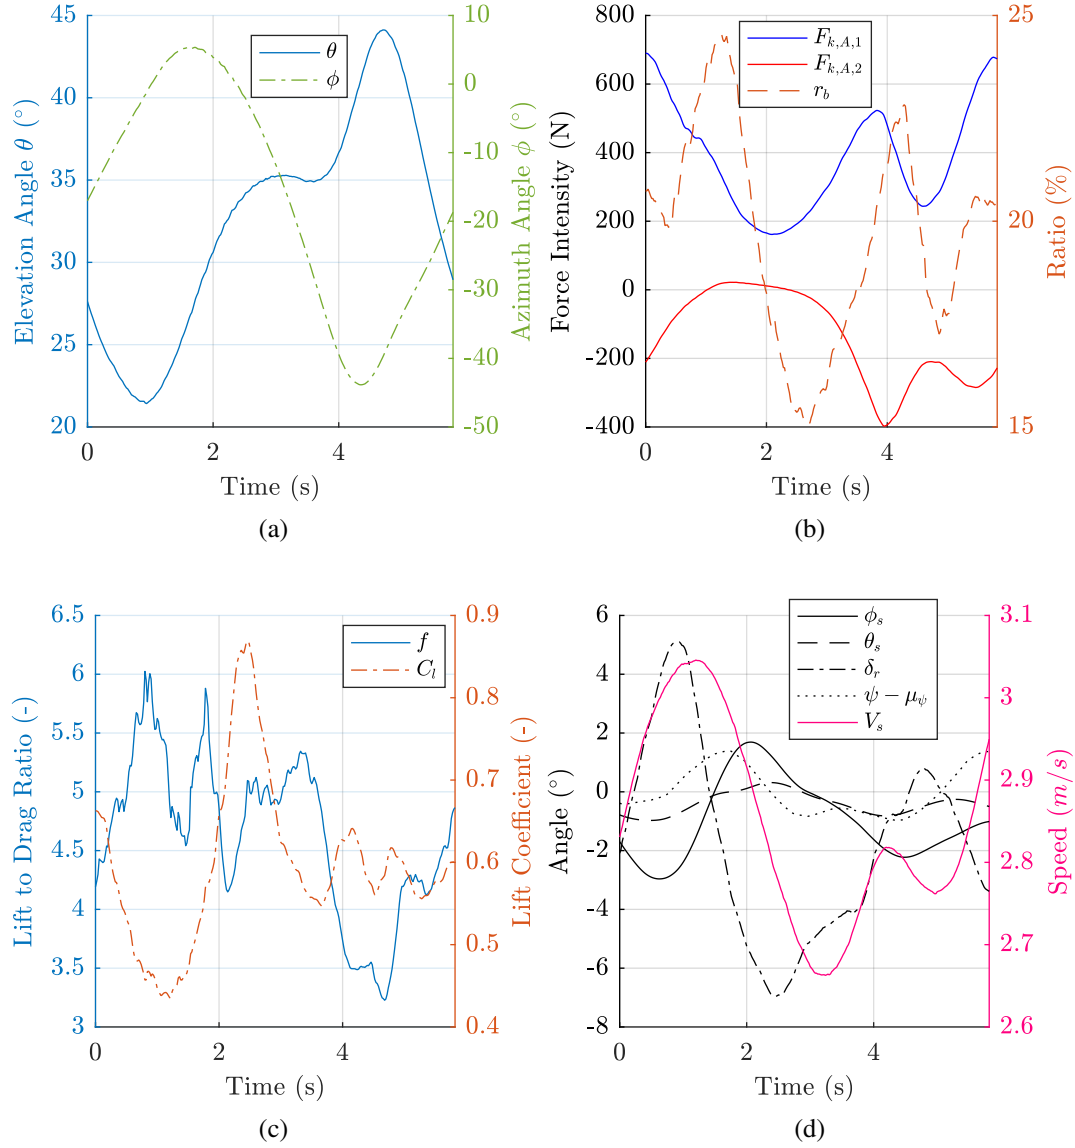 45
40
35
30
25
20
Elevation Angle θ (°)
10
0
-10
-20
-30
-40
-50
Azimuth Angle ϕ (°)
θ
ϕ
0
2
4
Time (s)
(a)
800
600
400
200
0
-200
-400
Force Intensity (N)
25
20
15
Ratio (%)
F_{k,A,1}
F_{k,A,2}
r_b
0
2
4
Time (s)
(b)
6.5
6
5.5
5
4.5
4
3.5
3
Lift to Drag Ratio (-)
0.9
0.8
0.7
0.6
0.5
0.4
Lift Coefficient (-)
f
C_l
0
2
4
Time (s)
(c)
6
4
2
0
-2
-4
-6
-8
Angle (°)
3.1
3
2.9
2.8
2.7
2.6
Speed (m/s)
ϕ_s
θ_s
δ_r
ψ − μ_ψ
V_s
0
2
4
Time (s)
(d)